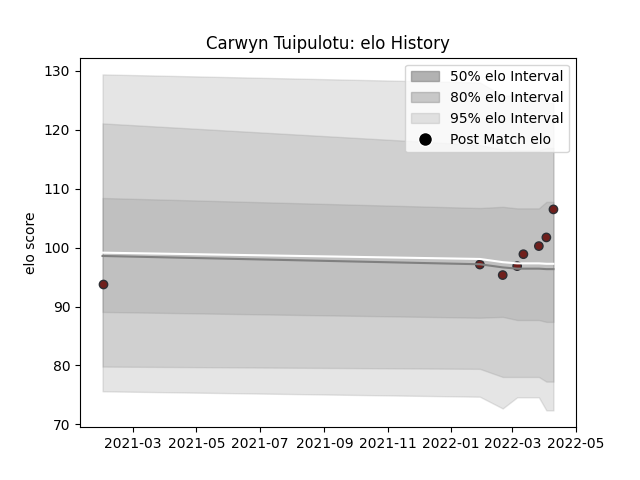 Carwyn Tuipulotu: elo History
130
120
110
100
90
80
70
elo score
50% elo Interval
80% elo Interval
95% elo Interval
Post Match elo
2021-03 2021-05 2021-07 2021-09 2021-11 2022-01 2022-03 2022-05